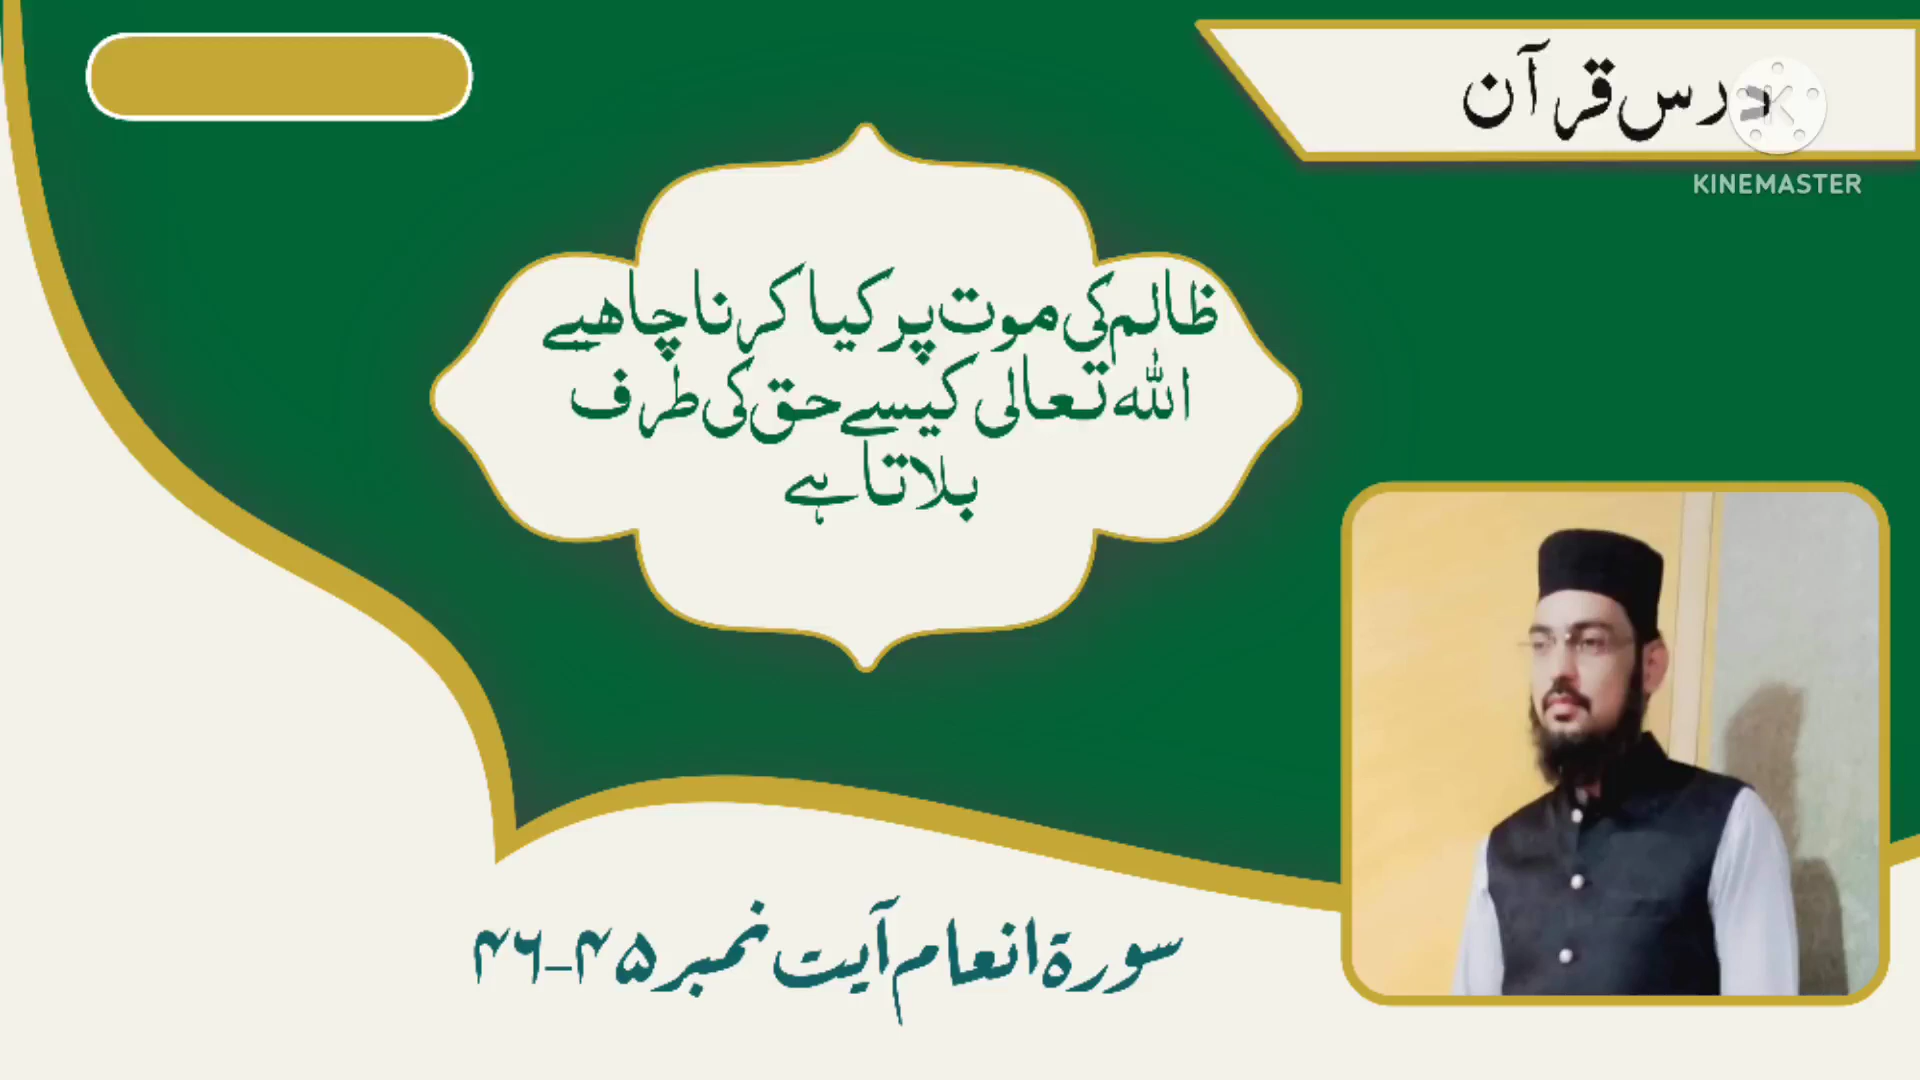 درس قرآن
KINEMASTER
ظالم کی موت پر کیا کرنا چاھیے
اللہ تعالی کیسے حق کی طرف
بلاتا ہے
سورۃ انعام آیت نمبر ۴۵-۴۶